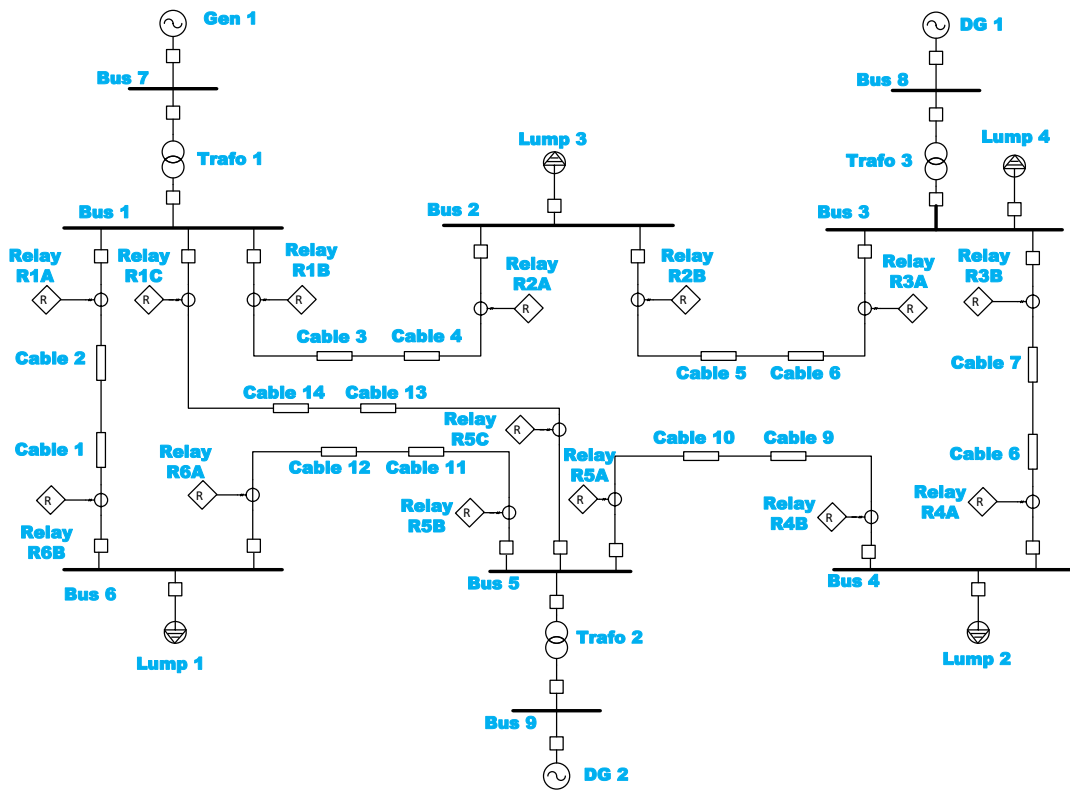 Gen 1
DG 1
Bus 7
Bus 8
Lump 3
Lump 4
Trafo 1
Trafo 3
Bus 1
Bus 2
Bus 3
Relay
R1A
Relay
R1C
Relay
R1B
Relay
R2A
Relay
R2B
Relay
R3A
Relay
R3B
R
R
R
R
R
R
R
Cable 3
Cable 4
Cable 2
Cable 5
Cable 6
Cable 7
Cable 14
Cable 13
Relay
R5C
R
Cable 10
Cable 9
Cable 1
Cable 12
Cable 11
Cable 6
Relay
R6A
Relay
R5A
Relay
R4A
R
R
R
R
Relay
R6B
R
Relay
R5B
R
Relay
R4B
R
Bus 6
Bus 5
Bus 4
Trafo 2
Lump 1
Lump 2
Bus 9
DG 2